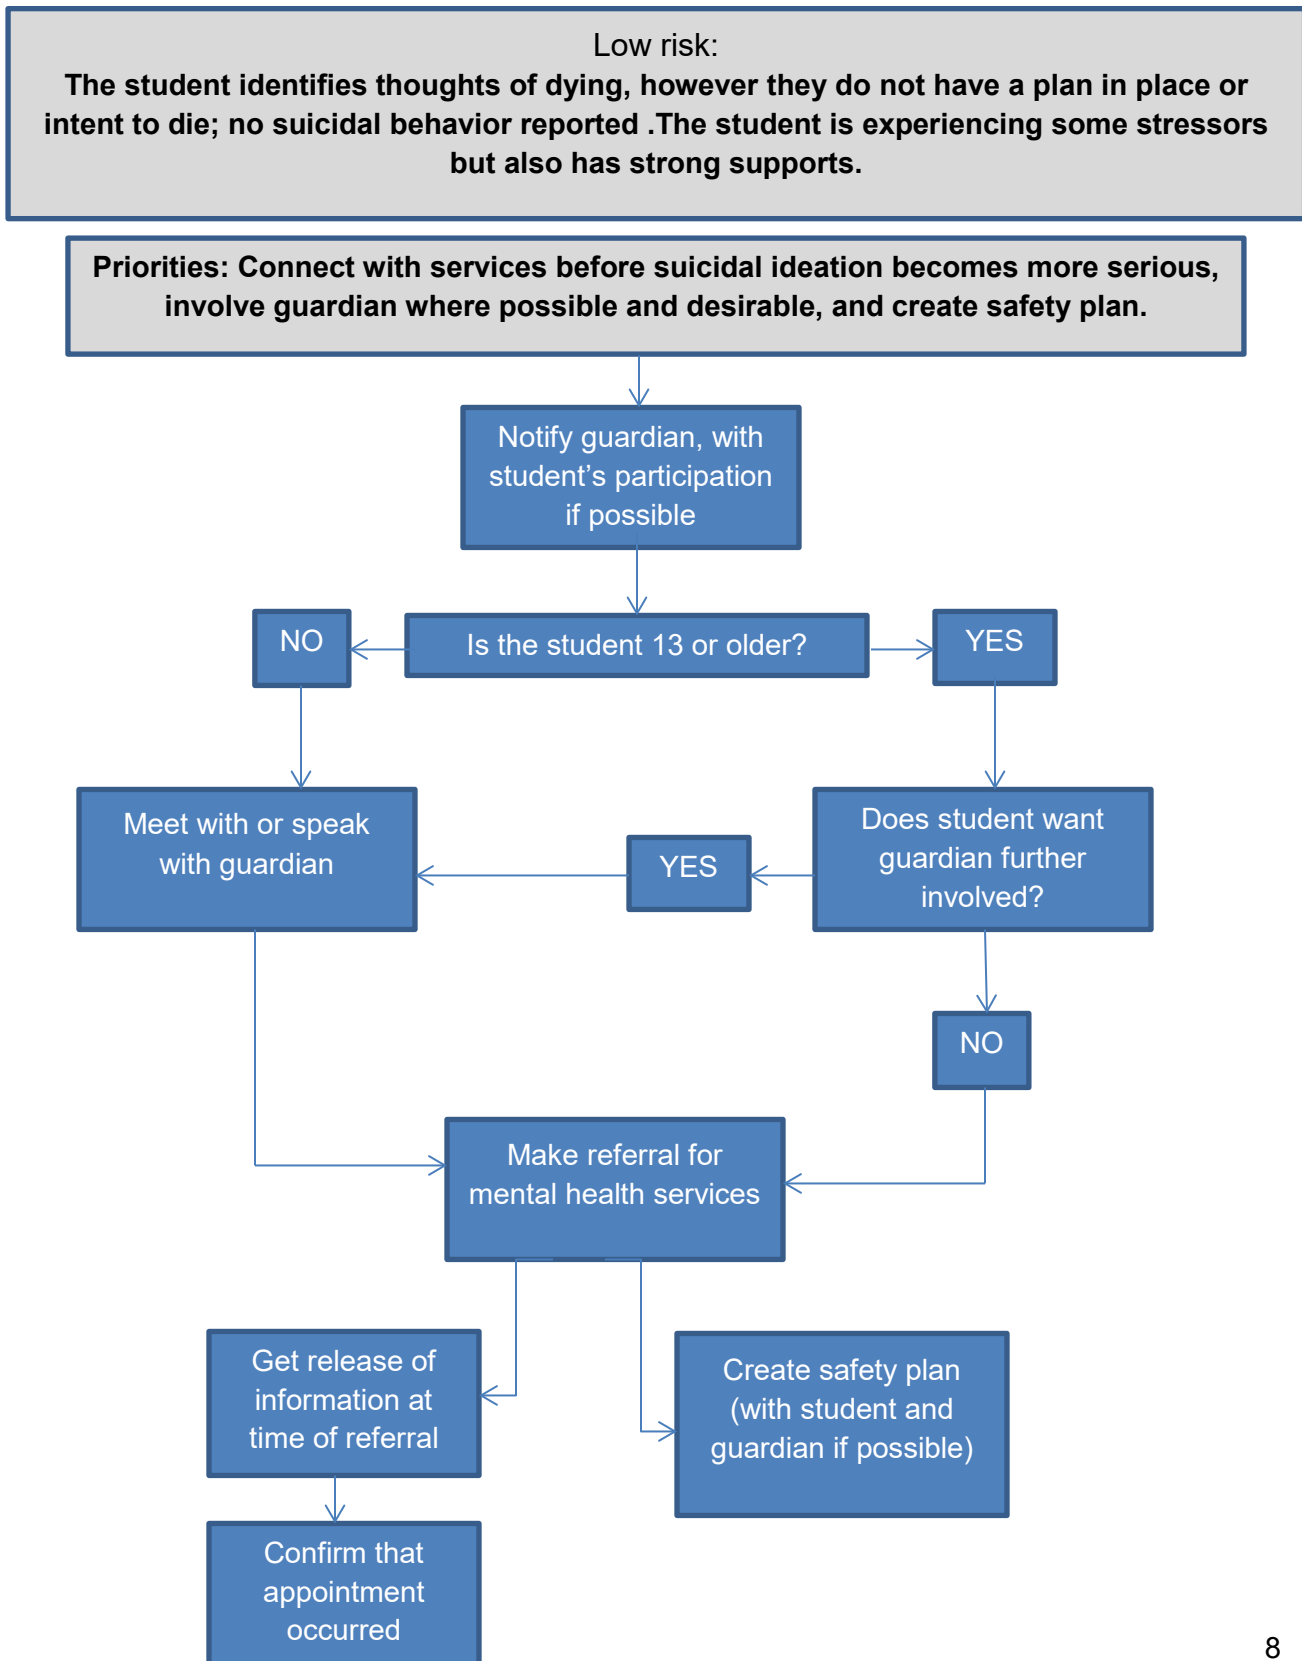 Low risk:
The student identifies thoughts of dying, however they do not have a plan in place or
intent to die; no suicidal behavior reported .The student is experiencing some stressors
but also has strong supports.
Priorities: Connect with services before suicidal ideation becomes more serious,
involve guardian where possible and desirable, and create safety plan.
Notify guardian, with
student’s participation
if possible
NO
Is the student 13 or older?
YES
Meet with or speak
with guardian
YES
Does student want
guardian further
involved?
NO
Make referral for
mental health services
Get release of
information at
time of referral
Create safety plan
(with student and
guardian if possible)
Confirm that
appointment
occurred
8